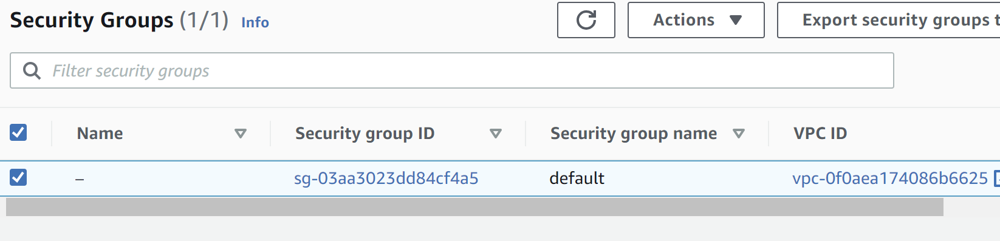 Security Groups (1/1) Info
Actions
Export security groups t
Filter security groups
Name Security group ID Security group name VPC ID
– sg-03aa3023dd84cf4a5 default vpc-0f0aea174086b6625